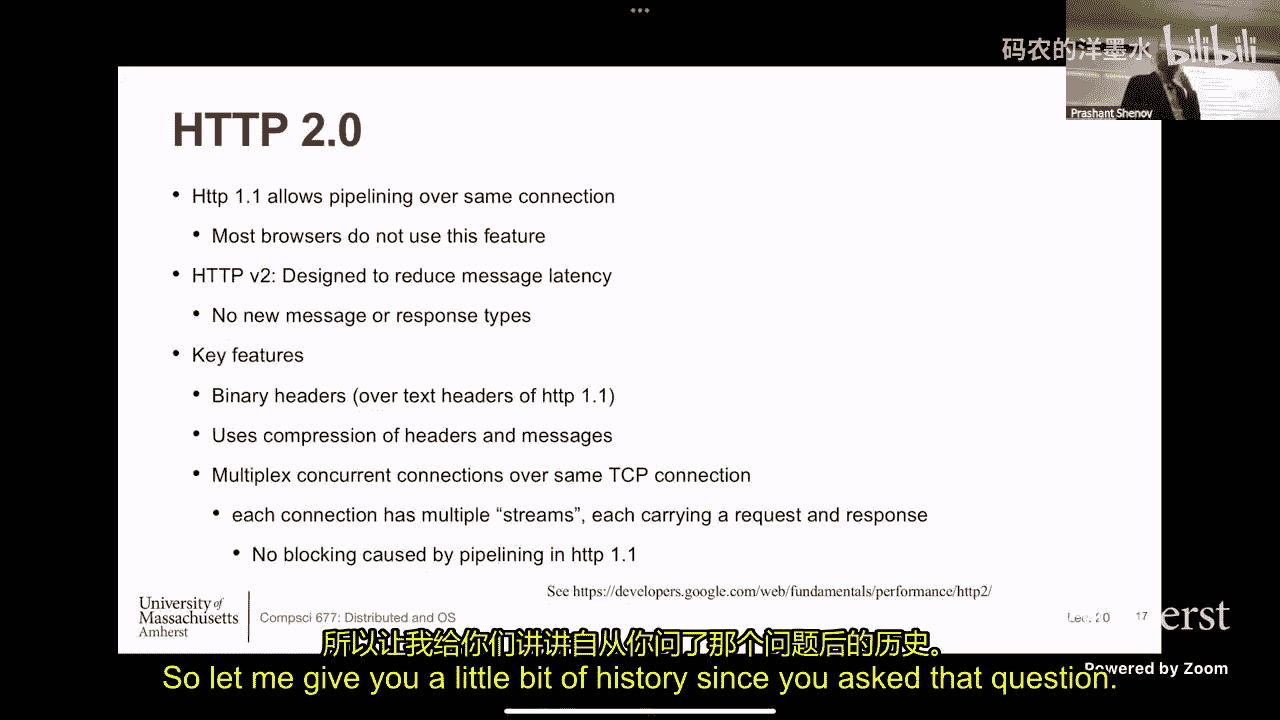 码农的洋墨水 bilibili
Prashant Shenoy
HTTP 2.0
• Http 1.1 allows pipelining over same connection
• Most browsers do not use this feature
• HTTP v2: Designed to reduce message latency
• No new message or response types
• Key features
• Binary headers (over text headers of http 1.1)
• Uses compression of headers and messages
• Multiplex concurrent connections over same TCP connection
• each connection has multiple “streams”, each carrying a request and response
• No blocking caused by pipelining in http 1.1
See https://developers.google.com/web/fundamentals/performance/http2/
University of
Massachusetts
Amherst
Compsci 677: Distributed and OS
Lec. 20
17
erst
所以让我给你们讲讲自从你问了那个问题后的历史。
Powered by Zoom
So let me give you a little bit of history since you asked that question.